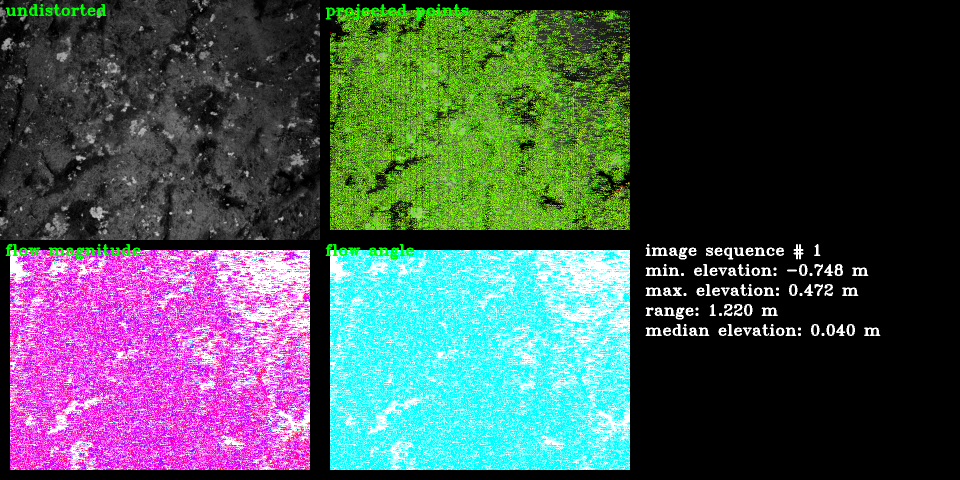 undistorted
projected points
flow magnitude
flow angle
image sequence # 1
min. elevation: −0.748 m
max. elevation: 0.472 m
range: 1.220 m
median elevation: 0.040 m